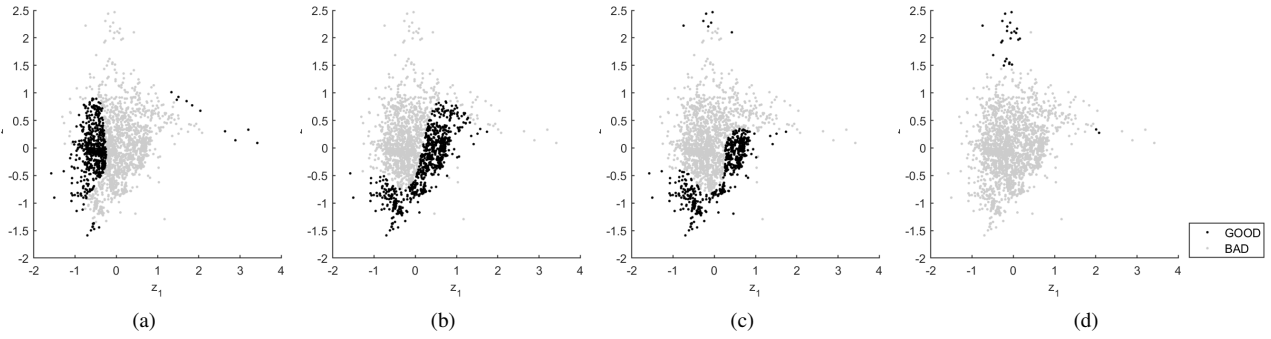 2.5 2.5 2.5 2.5
2 2 2 2
1.5 1.5 1.5 1.5
1 1 1 1
0.5 0.5 0.5 0.5
0 0 0 0
-0.5 -0.5 -0.5 -0.5
-1 -1 -1 -1
-1.5 -1.5 -1.5 -1.5
-2 -2 -2 -2
-2 -1 0 1 2 3 4 -2 -1 0 1 2 3 4 -2 -1 0 1 2 3 4 -2 -1 0 1 2 3 4
z1 z1 z1 z1
GOOD
BAD
(a) (b) (c) (d)